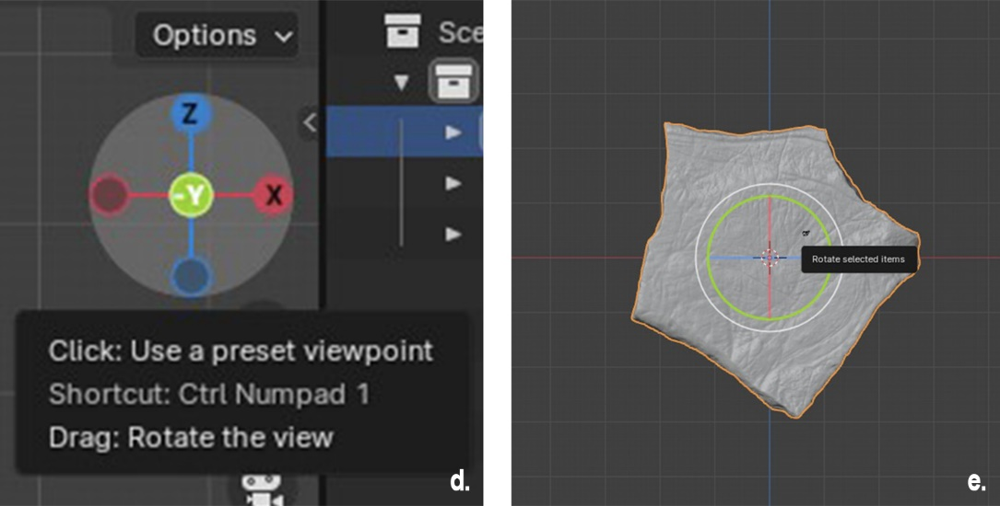 Options
Sce
Z
-Y
X
Click: Use a preset viewpoint
Shortcut: Ctrl Numpad 1
Drag: Rotate the view
d.
Rotate selected items
e.